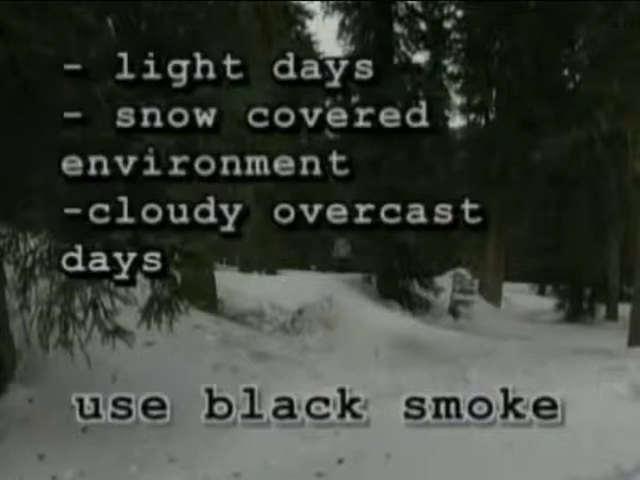 - light days
- snow covered
environment
-cloudy overcast
days
use black smoke